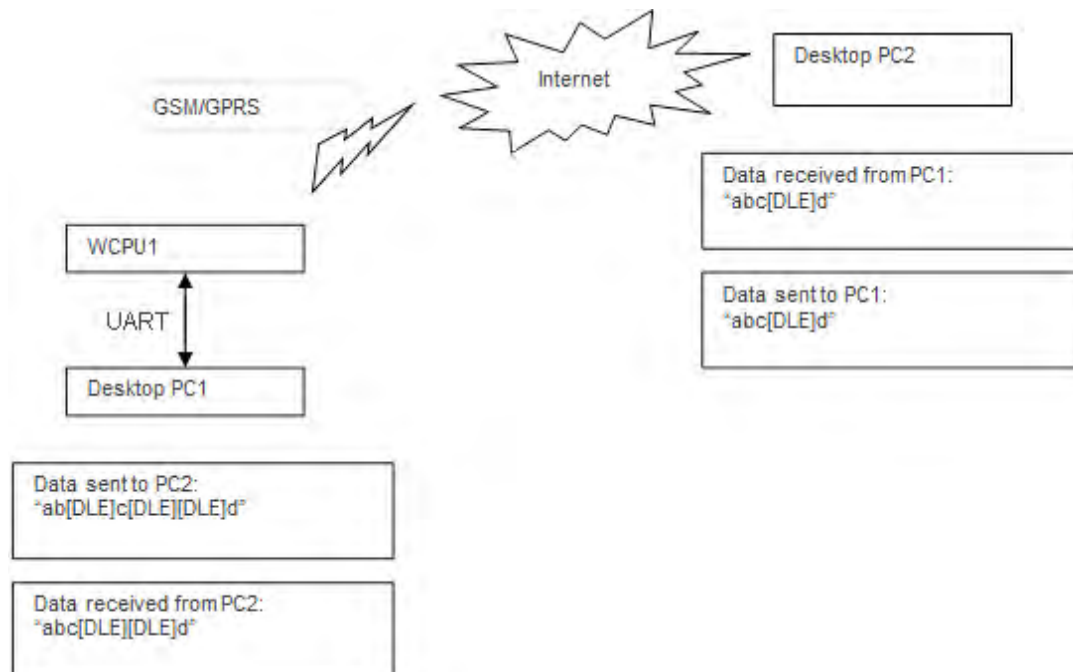 Internet
Desktop PC2
GSM/GPRS
Data received from PC1:
“abc[DLE]d”
WCPU1
Data sent to PC1:
“abc[DLE]d”
UART
Desktop PC1
Data sent to PC2:
“ab[DLE]c[DLE][DLE]d”
Data received from PC2:
“abc[DLE][DLE]d”